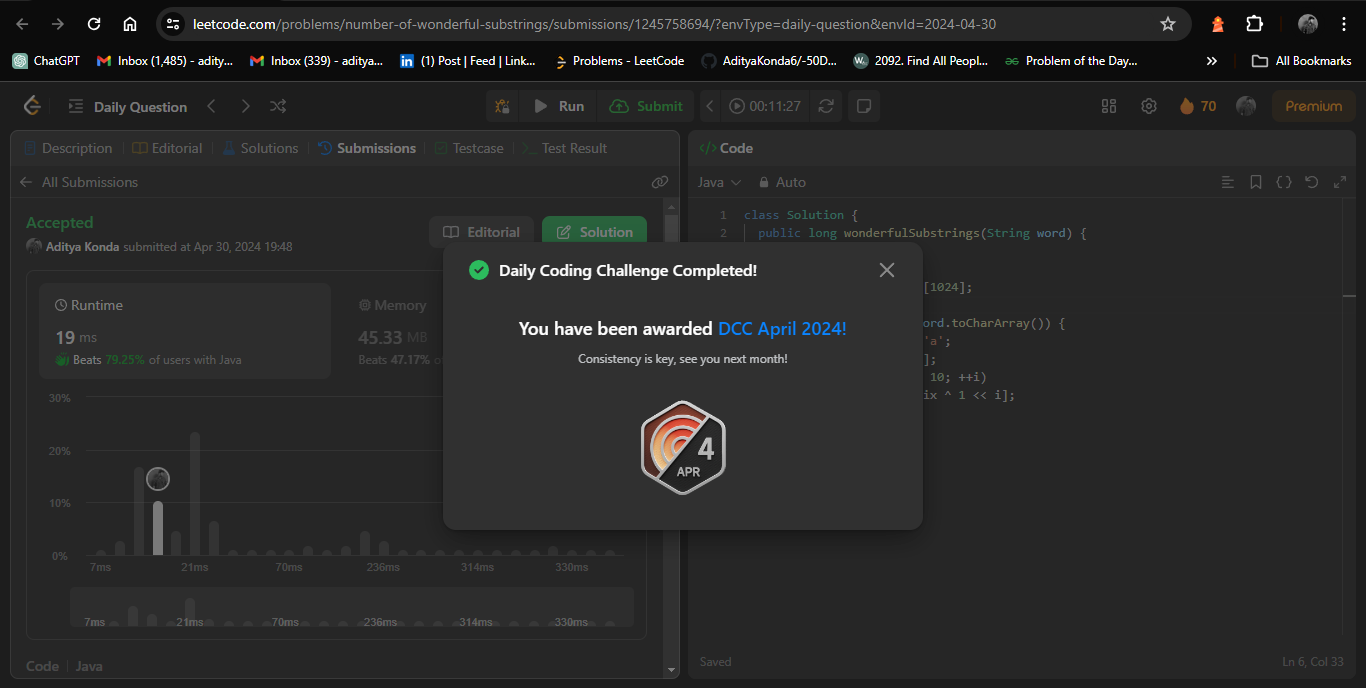 leetcode.com/problems/number-of-wonderful-substrings/submissions/1245758694/?envType=daily-question&envId=2024-04-30
ChatGPT
Inbox (1,485) - adity...
Inbox (339) - aditya...
(1) Post | Feed | Link...
Problems - LeetCode
AdityaKonda6/-50D...
2092. Find All Peopl...
Problem of the Day...
All Bookmarks
Daily Question
Run
Submit
00:11:27
70
Premium
Description
Editorial
Solutions
Submissions
Testcase
Test Result
All Submissions
Accepted
Aditya Konda submitted at Apr 30, 2024 19:48
Editorial
Solution
Runtime
19 ms
Beats 79.25% of users with Java
Memory
45.33 MB
Beats 47.17%
30%
20%
10%
0%
7ms
21ms
70ms
236ms
314ms
330ms
7ms
21ms
70ms
236ms
314ms
330ms
Code
Java
Daily Coding Challenge Completed!
You have been awarded DCC April 2024!
Consistency is key, see you next month!
4
APR
Code
Java
Auto
1 class Solution {
2 public long wonderfulSubstrings(String word) {
[1024];
ord.toCharArray()) {
'a';
];
10; ++i)
ix ^ 1 << i];
Saved
Ln 6, Col 33